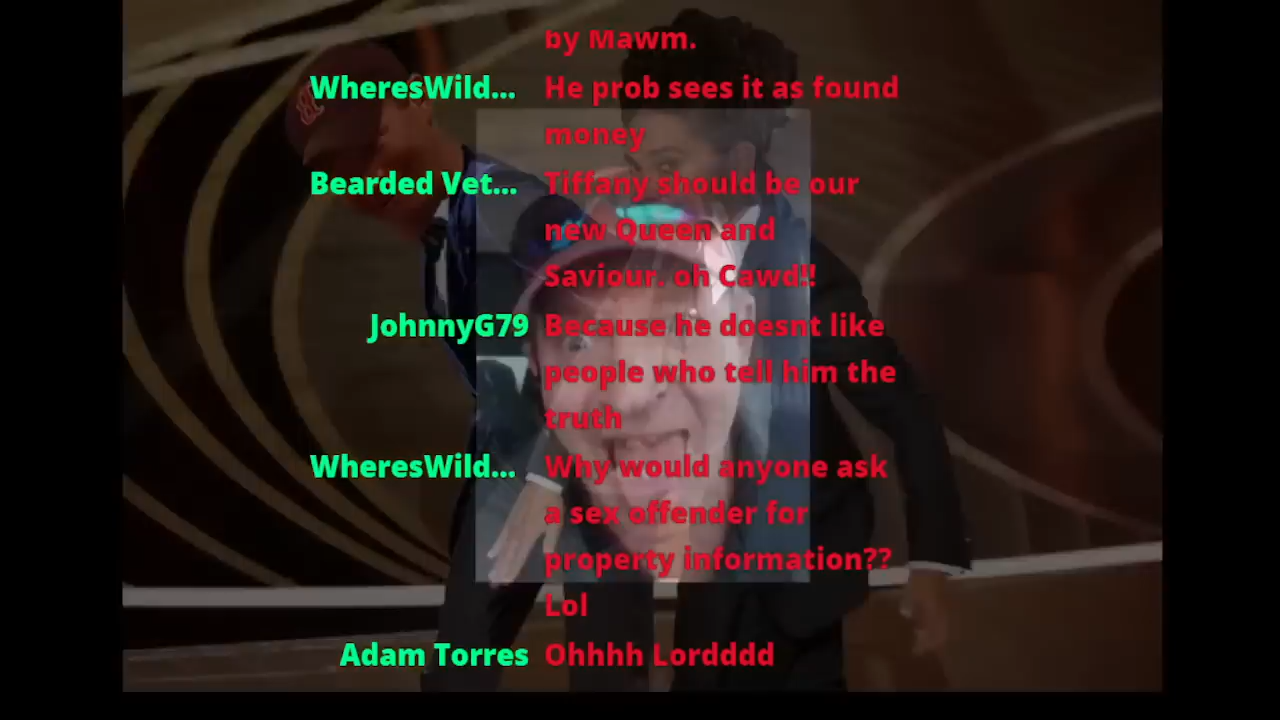 by Mawm.
WheresWild... He prob sees it as found
money
Bearded Vet... Tiffany should be our
new Queen and
Saviour. oh Cawd!!
JohnnyG79 Because he doesnt like
people who tell him the
truth
WheresWild... Why would anyone ask
a sex offender for
property information??
Lol
Adam Torres Ohhhh Lordddd